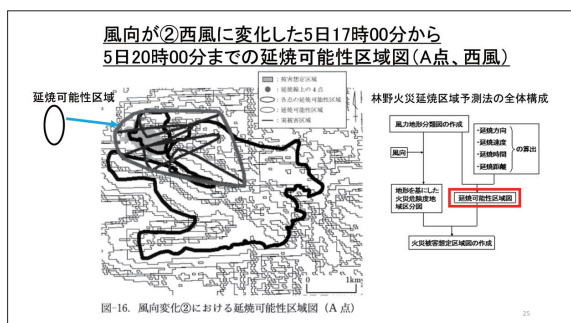 風向が②西風に変化した5日17時00分から
5日20時00分までの延焼可能性区域図(A点、西風)
延焼可能性区域
:被害想定区域
:延焼線上の4点
:各点の延焼可能性区域
:延焼可能性区域
:実被害区域
0 1km
図-16. 風向変化②における延焼可能性区域図(A 点)
林野火災延焼区域予測法の全体構成
風力地形分類図の作成
風向
・延焼方向
・延焼速度
・延焼時間
・延焼距離
の算出
地形を基にした
火災危険度地
域区分図
延焼可能性区域図
火災被害想定区域図の作成
25